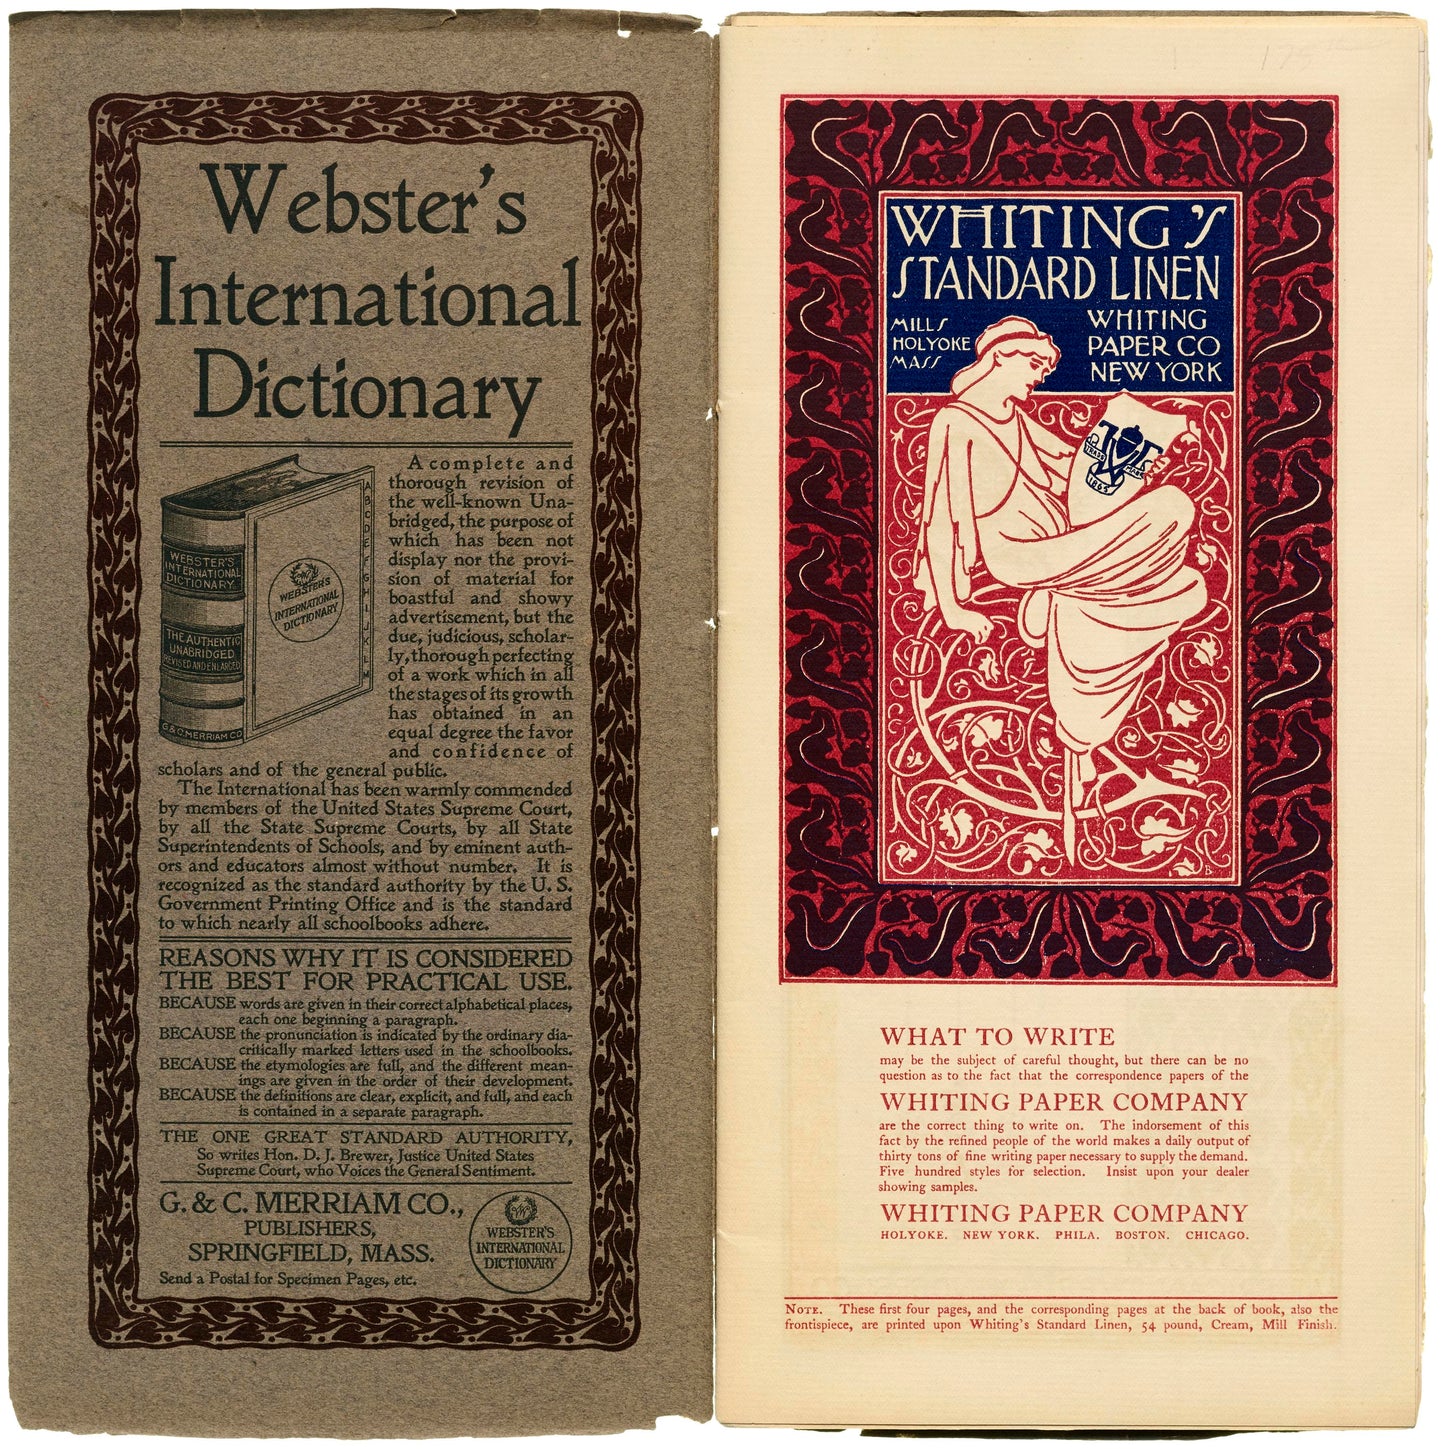 Webster's
International
Dictionary
WEBSTER'S
INTERNATIONAL
DICTIONARY
THE AUTHENTIC
UNABRIDGED
REVISED AND ENLARGED
G. & C. MERRIAM CO
W
WEBSTER'S
INTERNATIONAL
DICTIONARY
A
B
C
D
E
F
G
H
I
J
K
L
M
A complete and
thorough revision of
the well-known Una-
bridged, the purpose of
which has been not
display nor the provi-
sion of material for
boastful and showy
advertisement, but the
due, judicious, scholar-
ly, thorough perfecting
of a work which in all
the stages of its growth
has obtained in an
equal degree the favor
and confidence of
scholars and of the general public.
The International has been warmly commended
by members of the United States Supreme Court,
by all the State Supreme Courts, by all State
Superintendents of Schools, and by eminent auth-
ors and educators almost without number. It is
recognized as the standard authority by the U. S.
Government Printing Office and is the standard
to which nearly all schoolbooks adhere.
REASONS WHY IT IS CONSIDERED
THE BEST FOR PRACTICAL USE.
BECAUSE words are given in their correct alphabetical places,
each one beginning a paragraph.
BECAUSE the pronunciation is indicated by the ordinary dia-
critically marked letters used in the schoolbooks.
BECAUSE the etymologies are full, and the different mean-
ings are given in the order of their development.
BECAUSE the definitions are clear, explicit, and full, and each
is contained in a separate paragraph.
THE ONE GREAT STANDARD AUTHORITY,
So writes Hon. D. J. Brewer, Justice United States
Supreme Court, who Voices the General Sentiment.
G. & C. MERRIAM CO.,
PUBLISHERS,
SPRINGFIELD, MASS.
Send a Postal for Specimen Pages, etc.
W
WEBSTER'S
INTERNATIONAL
DICTIONARY
175
WHITING'S
STANDARD LINEN
MILLS
HOLYOKE
MASS
WHITING
PAPER CO
NEW YORK
W
TRADE MARK
1865
B
WHAT TO WRITE
may be the subject of careful thought, but there can be no
question as to the fact that the correspondence papers of the
WHITING PAPER COMPANY
are the correct thing to write on. The indorsement of this
fact by the refined people of the world makes a daily output of
thirty tons of fine writing paper necessary to supply the demand.
Five hundred styles for selection. Insist upon your dealer
showing samples.
WHITING PAPER COMPANY
HOLYOKE. NEW YORK. PHILA. BOSTON. CHICAGO.
NOTE. These first four pages, and the corresponding pages at the back of book, also the
frontispiece, are printed upon Whiting's Standard Linen, 54 pound, Cream, Mill Finish.